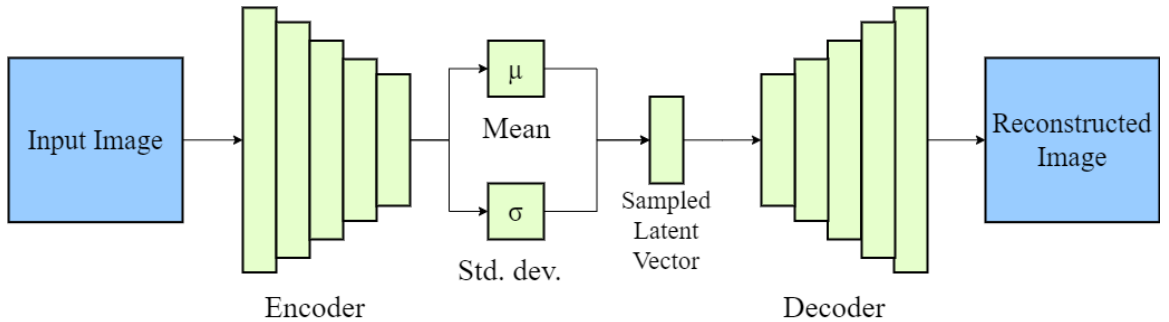 Input Image
Encoder
μ
Mean
σ
Std. dev.
Sampled
Latent
Vector
Decoder
Reconstructed
Image